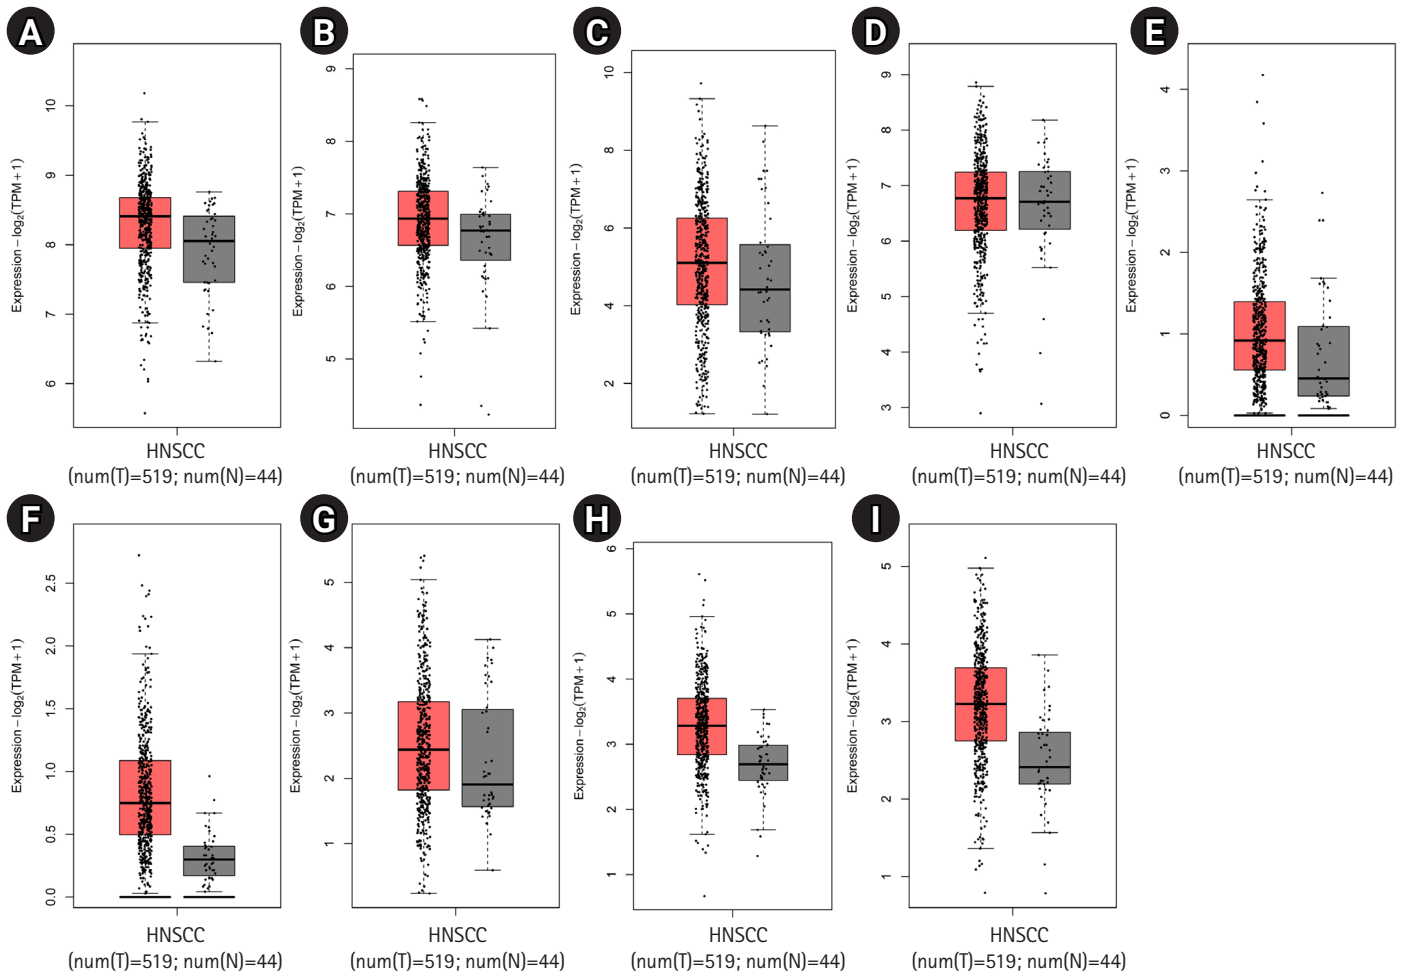 A
B
C
D
E
Expression – log2(TPM + 1)
10
9
8
7
6
HNSCC
(num(T)=519; num(N)=44)
Expression – log2(TPM + 1)
9
8
7
6
5
HNSCC
(num(T)=519; num(N)=44)
Expression – log2(TPM + 1)
10
8
6
4
2
HNSCC
(num(T)=519; num(N)=44)
Expression – log2(TPM + 1)
9
8
7
6
5
4
3
HNSCC
(num(T)=519; num(N)=44)
Expression – log2(TPM + 1)
4
3
2
1
0
HNSCC
(num(T)=519; num(N)=44)
F
G
H
I
Expression – log2(TPM + 1)
2.5
2.0
1.5
1.0
0.5
0.0
HNSCC
(num(T)=519; num(N)=44)
Expression – log2(TPM + 1)
5
4
3
2
1
HNSCC
(num(T)=519; num(N)=44)
Expression – log2(TPM + 1)
6
5
4
3
2
1
HNSCC
(num(T)=519; num(N)=44)
Expression – log2(TPM + 1)
5
4
3
2
1
HNSCC
(num(T)=519; num(N)=44)